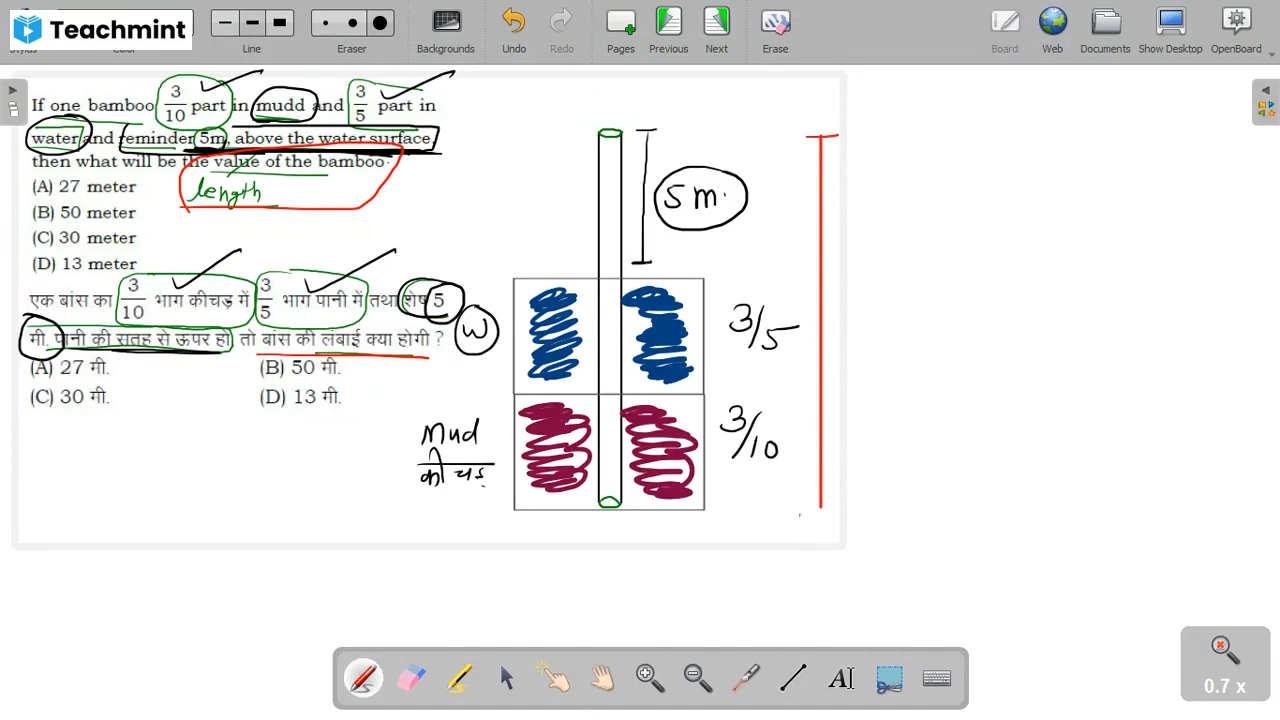 Teachmint
Line
Eraser
Backgrounds
Undo
Redo
Pages
Previous
Next
Erase
Board
Web
Documents
Show Desktop
OpenBoard
If one bamboo 3/10 part in mudd and 3/5 part in
water and reminder 5m, above the water surface,
then what will be the value of the bamboo.
length
(A) 27 meter
(B) 50 meter
(C) 30 meter
(D) 13 meter
एक बांस का 3/10 भाग कीचड़ में 3/5 भाग पानी में तथा शेष 5
मी. पानी की सतह से ऊपर हो तो बांस की लंबाई क्या होगी ?
(A) 27 मी. (B) 50 मी.
(C) 30 मी. (D) 13 मी.
W
5 m.
3/5
3/10
Mud
कीचड़
0.7 x